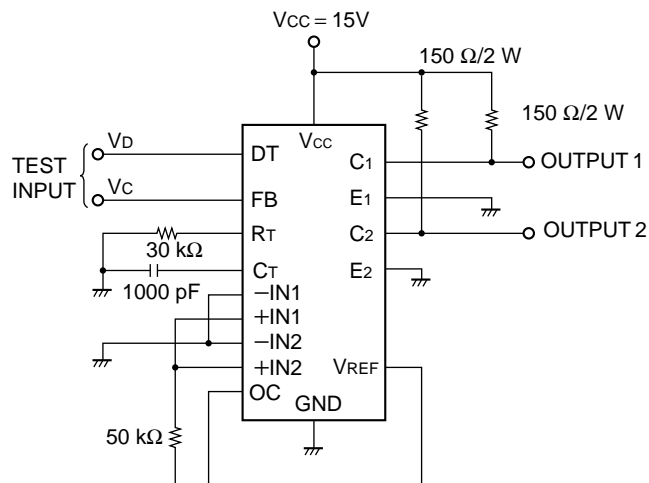 VCC = 15V
150 Ω/2 W
150 Ω/2 W
TEST
INPUT
VD
VC
DT
FB
RT
30 kΩ
CT
1000 pF
−IN1
+IN1
−IN2
+IN2
OC
50 kΩ
VCC
C1
E1
C2
E2
VREF
GND
OUTPUT 1
OUTPUT 2